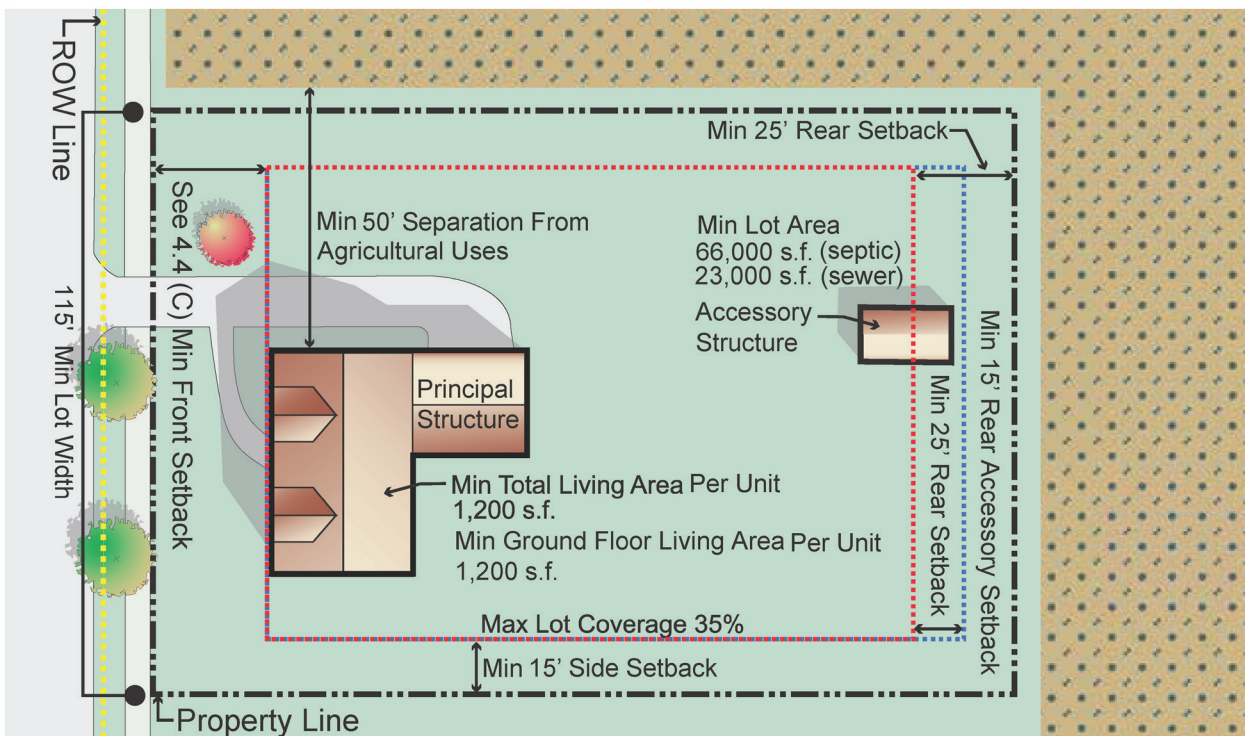 ROW Line
Min 25' Rear Setback
See 4.4 (C) Min Front Setback
Min 50' Separation From
Agricultural Uses
Min Lot Area
66,000 s.f. (septic)
23,000 s.f. (sewer)
Accessory
Structure
115' Min Lot Width
Principal
Structure
Min 25' Rear Setback
Min 15' Rear Accessory Setback
Min Total Living Area Per Unit
1,200 s.f.
Min Ground Floor Living Area Per Unit
1,200 s.f.
Max Lot Coverage 35%
Min 15' Side Setback
Property Line